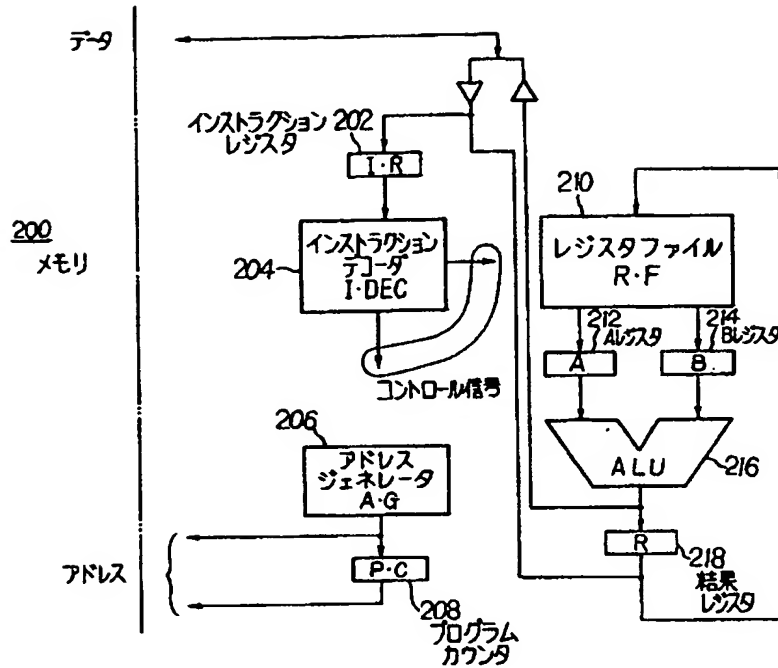 データ
インストラクション 202
レジスタ
I・R
200
メモリ
204
インストラクション
デコーダ
I・DEC
コントロール信号
210
レジスタファイル
R・F
212
Aレジスタ
214
Bレジスタ
A
B
ALU
216
206
アドレス
ジェネレータ
A・G
アドレス
P・C
208
プログラム
カウンタ
R
218
結果
レジスタ